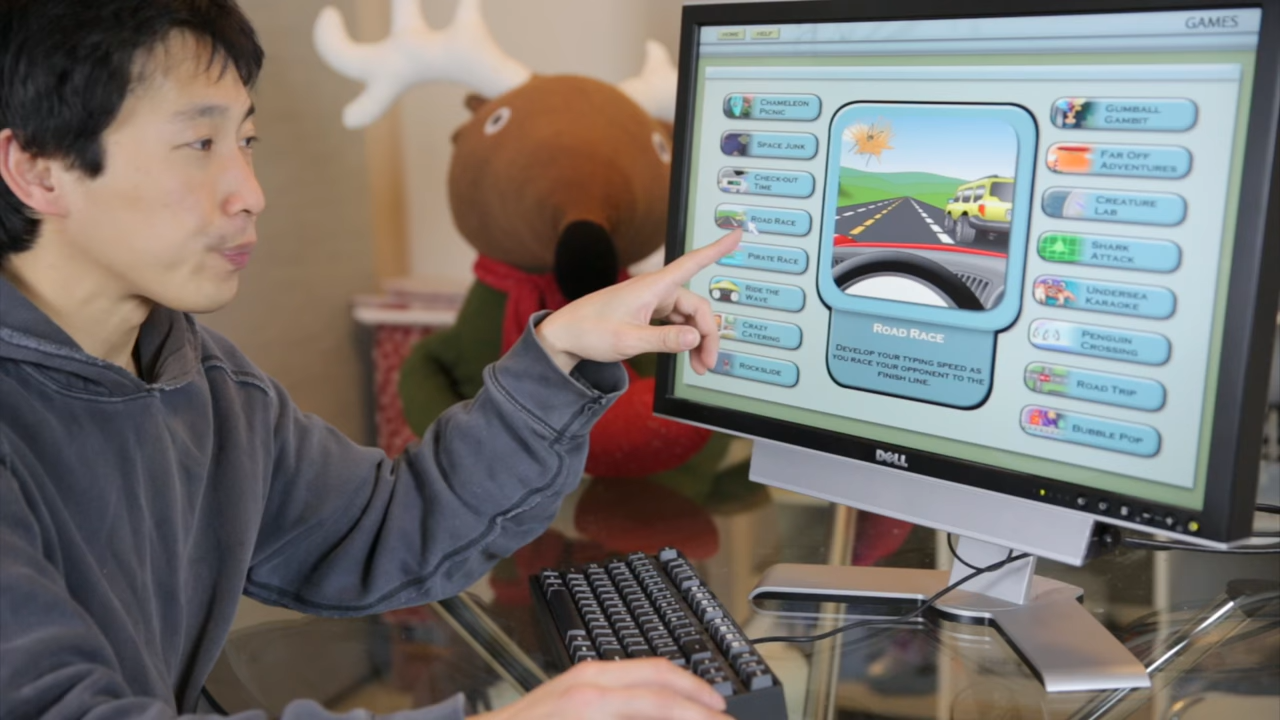 GAMES
HOME HELP
CHAMELEON
PICNIC
SPACE JUNK
CHECK-OUT
TIME
ROAD RACE
PIRATE RACE
RIDE THE
WAVE
CRAZY
CATERING
ROCKSLIDE
ROAD RACE
DEVELOP YOUR TYPING SPEED AS
YOU RACE YOUR OPPONENT TO THE
FINISH LINE.
GUMBALL
GAMBIT
FAR OFF
ADVENTURES
CREATURE
LAB
SHARK
ATTACK
UNDERSEA
KARAOKE
PENGUIN
CROSSING
ROAD TRIP
BUBBLE POP
DELL